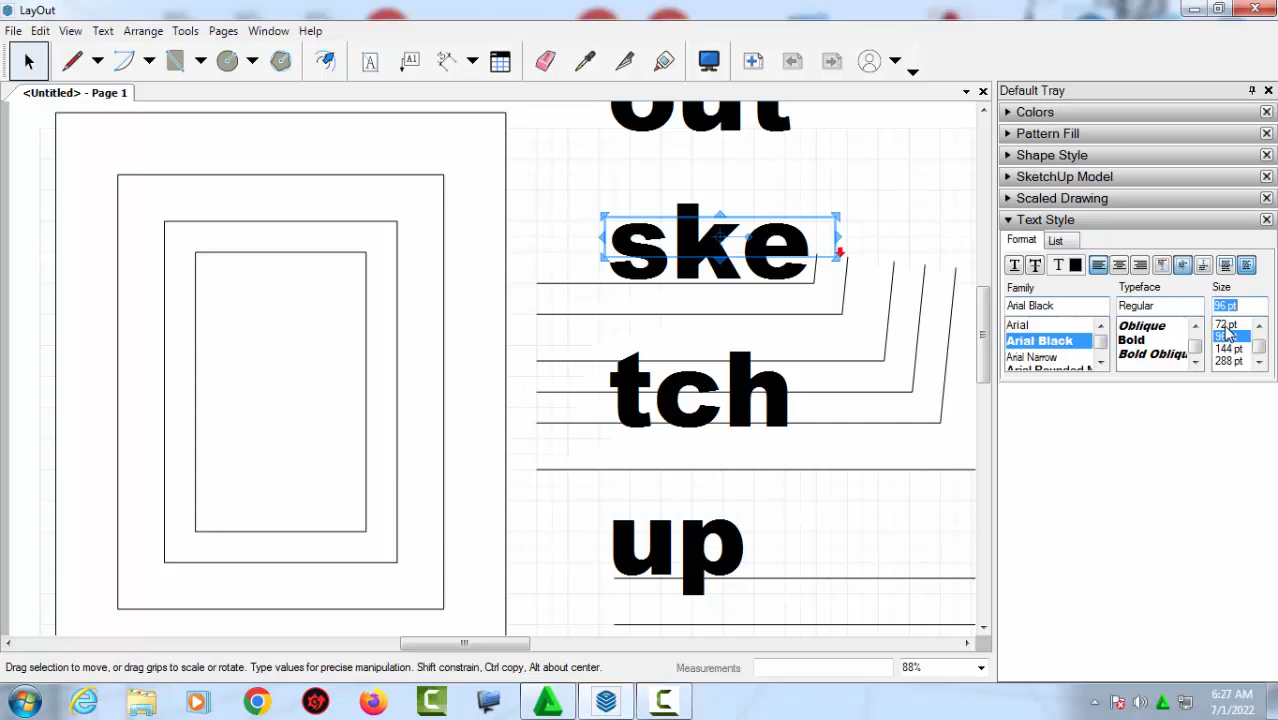 LayOut
File Edit View Text Arrange Tools Pages Window Help
A A1
<Untitled> - Page 1
Default Tray
Colors
Pattern Fill
Shape Style
SketchUp Model
Scaled Drawing
Text Style
Format List
Family Typeface Size
Arial Black Regular 96 pt
Arial Oblique 72 pt
Arial Black Bold
Arial Narrow Bold Obliqu 144 pt
288 pt
out
ske
tch
up
Drag selection to move, or drag grips to scale or rotate. Type values for precise manipulation. Shift constrain, Ctrl copy, Alt about center.
Measurements 88%
6:27 AM
7/1/2022